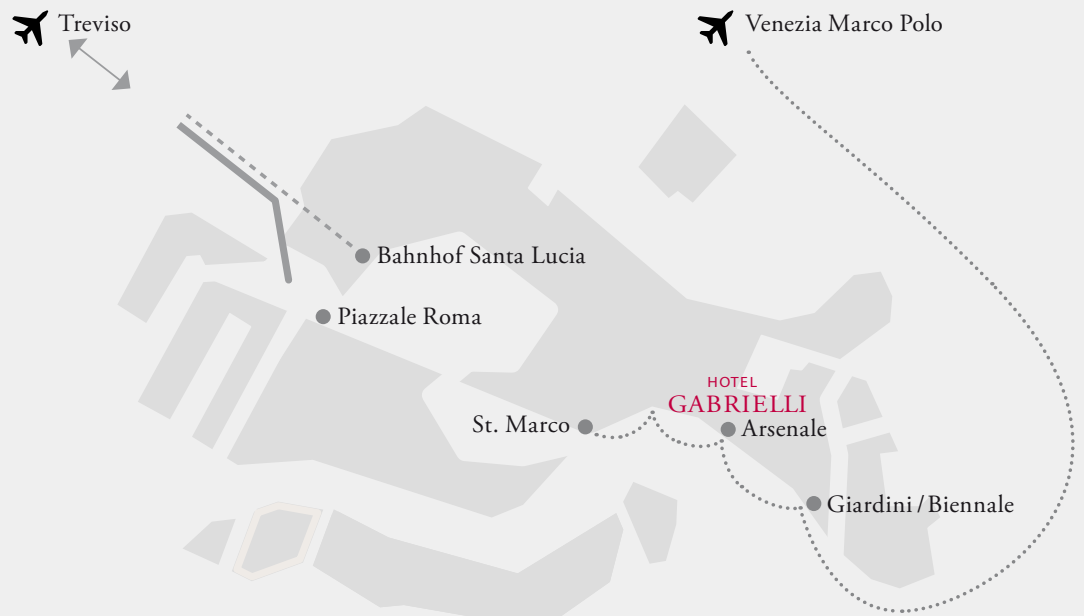 Treviso
Venezia Marco Polo
Bahnhof Santa Lucia
Piazzale Roma
HOTEL
GABRIELLI
St. Marco
Arsenale
Giardini / Biennale